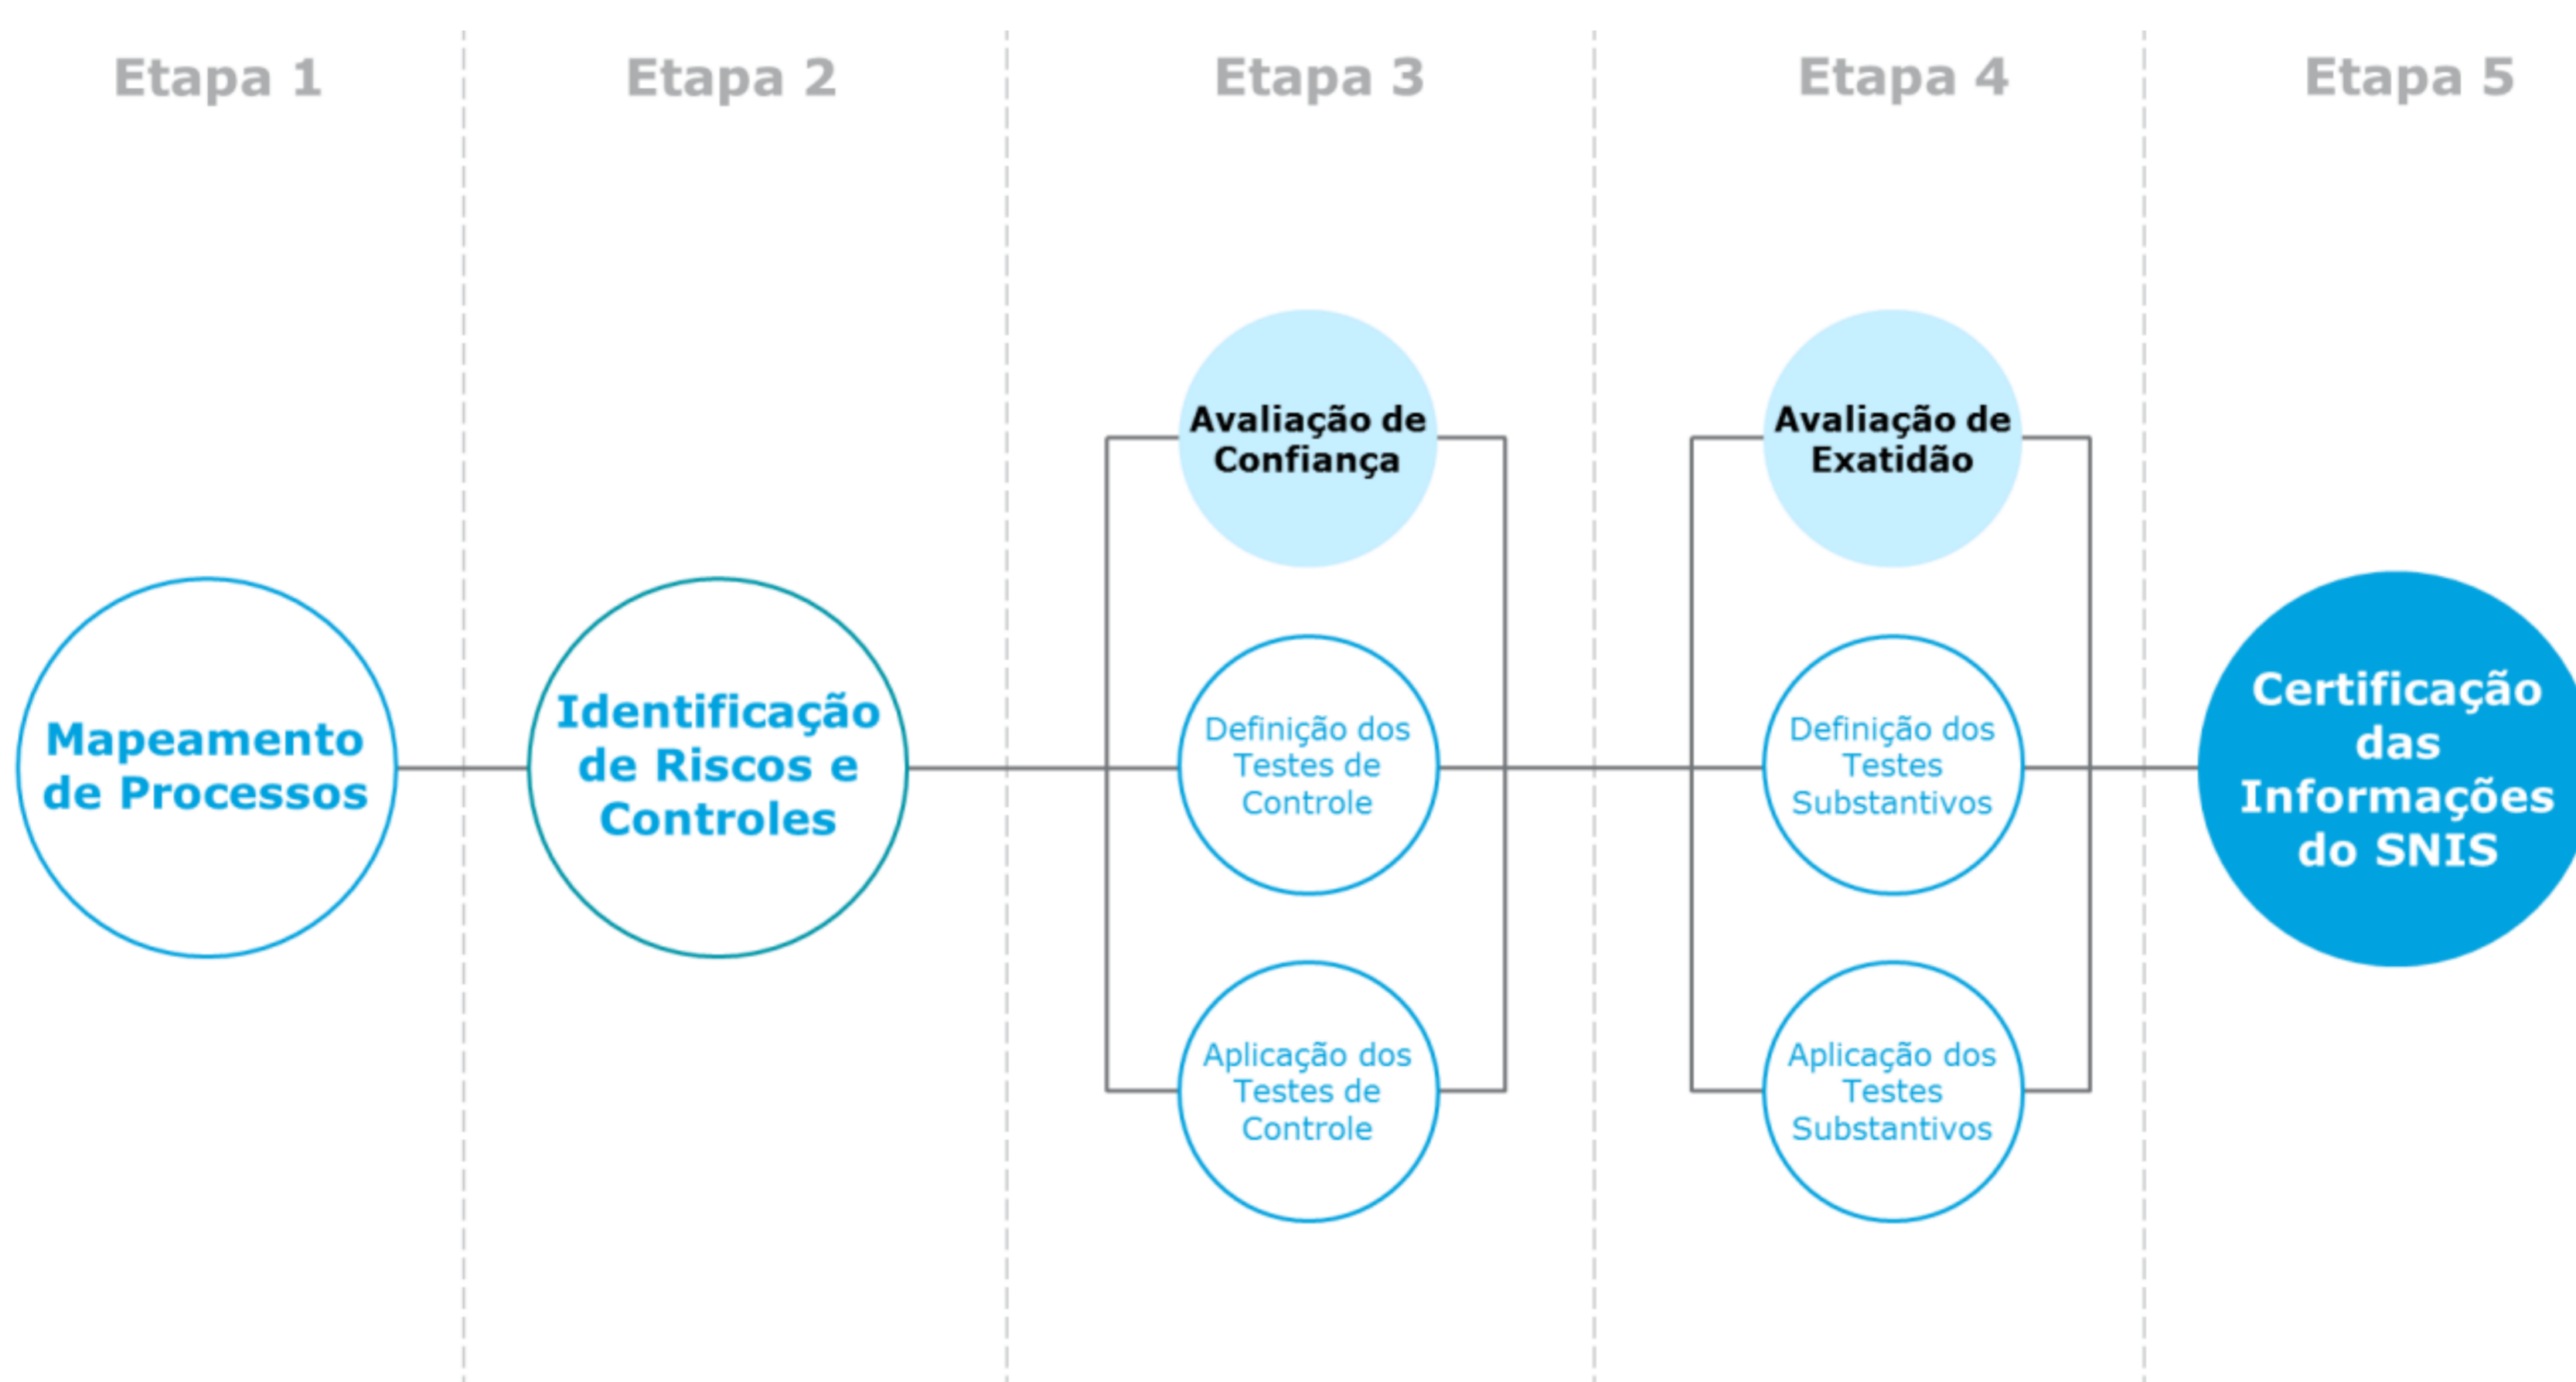 Etapa 1
Etapa 2
Etapa 3
Etapa 4
Etapa 5
Mapeamento
de Processos
Identificação
de Riscos e
Controles
Avaliação de
Confiança
Definição dos
Testes de
Controle
Aplicação dos
Testes de
Controle
Avaliação de
Exatidão
Definição dos
Testes
Substantivos
Aplicação dos
Testes
Substantivos
Certificação
das
Informações
do SNIS